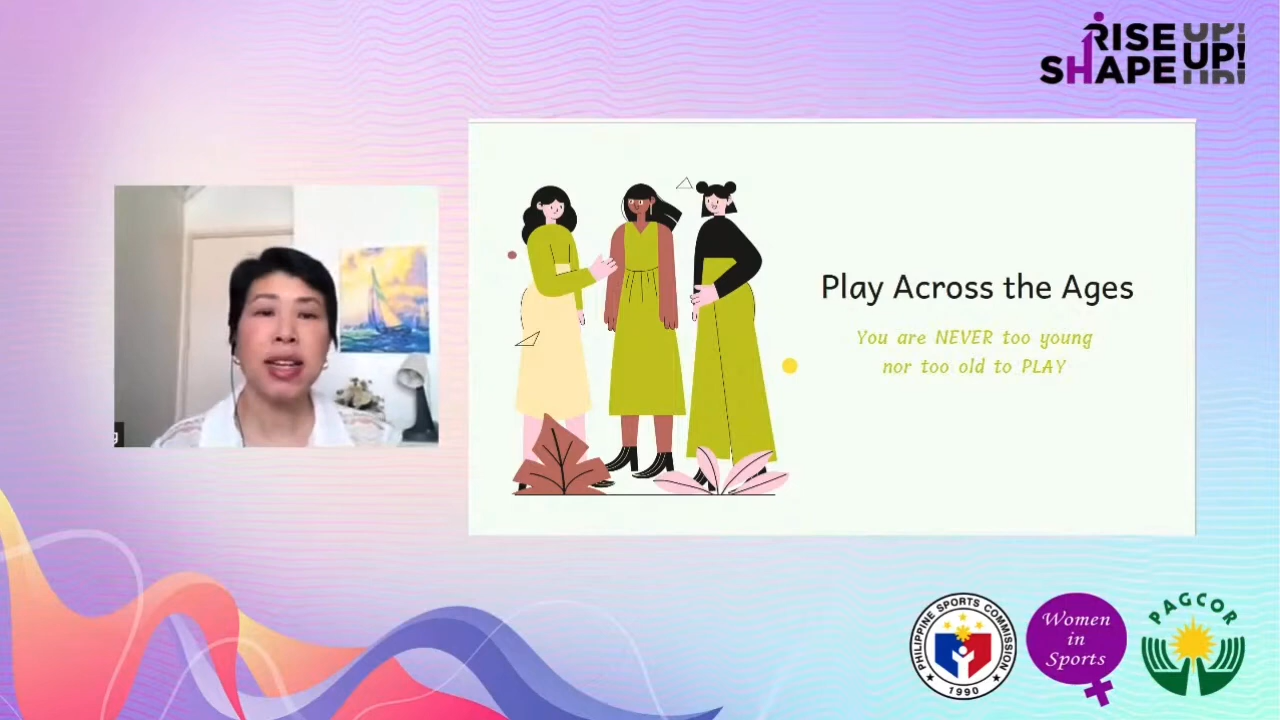 RISE UP!
SHAPE UP!
Play Across the Ages
You are NEVER too young
nor too old to PLAY
g
PHILIPPINE SPORTS COMMISSION
1990
Women
in
Sports
PAGCOR